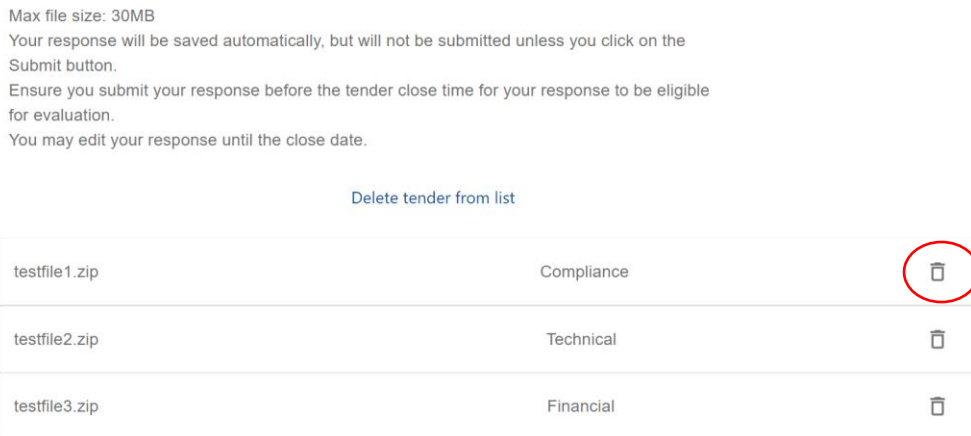 Max file size: 30MB
Your response will be saved automatically, but will not be submitted unless you click on the
Submit button.
Ensure you submit your response before the tender close time for your response to be eligible
for evaluation.
You may edit your response until the close date.
Delete tender from list
testfile1.zip Compliance
testfile2.zip Technical
testfile3.zip Financial